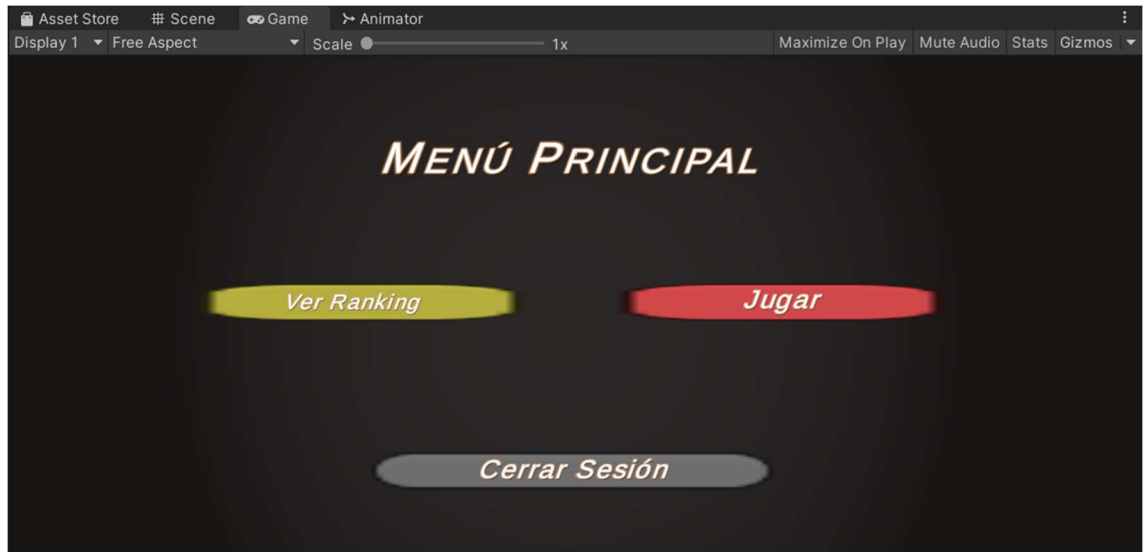 Asset Store Scene Game Animator
Display 1 Free Aspect Scale 1x Maximize On Play Mute Audio Stats Gizmos
MENÚ PRINCIPAL
Ver Ranking Jugar
Cerrar Sesión